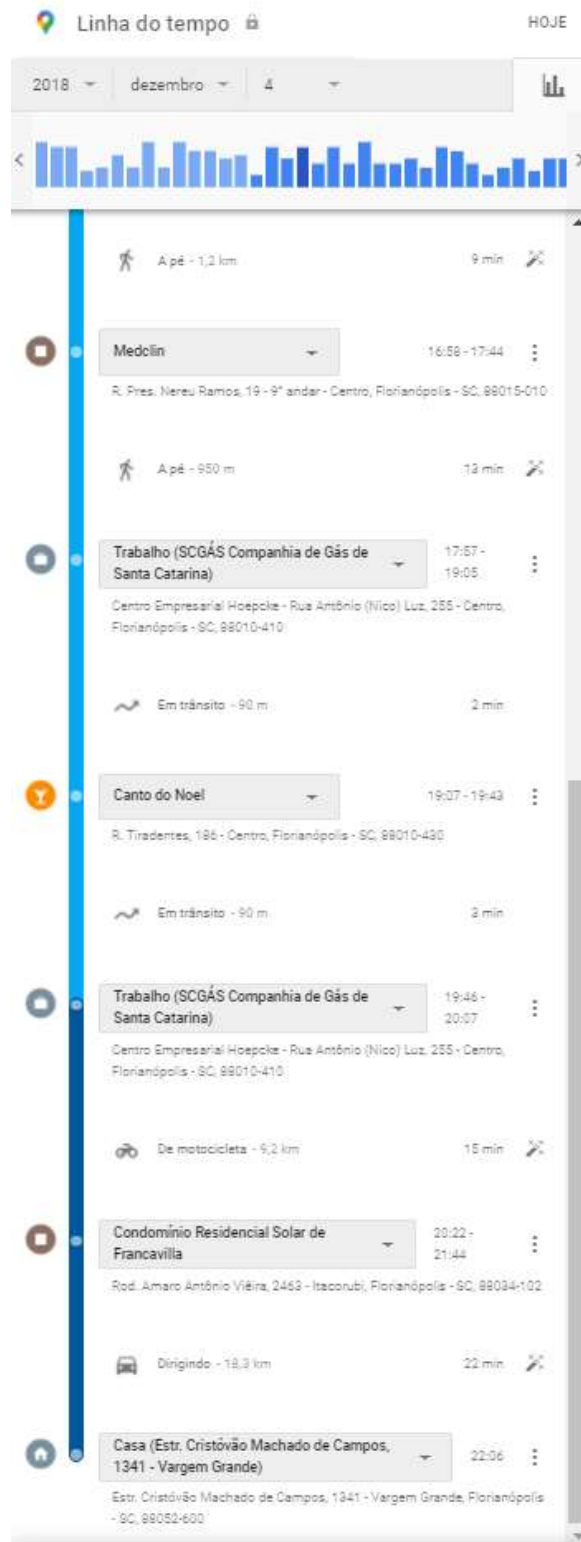 Linha do tempo
HOJE
2018 dezembro 4
A pé - 1,2 km 9 min
Medclin 16:58 - 17:44
R. Pres. Nereu Ramos, 19 - 9° andar - Centro, Florianópolis - SC, 88015-010
A pé - 950 m 13 min
Trabalho (SCGÁS Companhia de Gás de
Santa Catarina)
17:57 -
19:05
Centro Empresarial Hoepcke - Rua Antônio (Nico) Luz, 255 - Centro,
Florianópolis - SC, 88010-410
Em trânsito - 90 m 2 min
Canto do Noel 19:07 - 19:43
R. Tiradentes, 186 - Centro, Florianópolis - SC, 88010-430
Em trânsito - 90 m 3 min
Trabalho (SCGÁS Companhia de Gás de
Santa Catarina)
19:46 -
20:07
Centro Empresarial Hoepcke - Rua Antônio (Nico) Luz, 255 - Centro,
Florianópolis - SC, 88010-410
De motocicleta - 9,2 km 15 min
Condomínio Residencial Solar de
Francavilla
20:22 -
21:44
Rod. Amaro Antônio Viêira, 2463 - Itacorubí, Florianópolis - SC, 88034-102
Dirigindo - 18,3 km 22 min
Casa (Estr. Cristóvão Machado de Campos,
1341 - Vargem Grande)
22:06
Estr. Cristóvão Machado de Campos, 1341 - Vargem Grande, Florianópolis
- SC, 88052-600